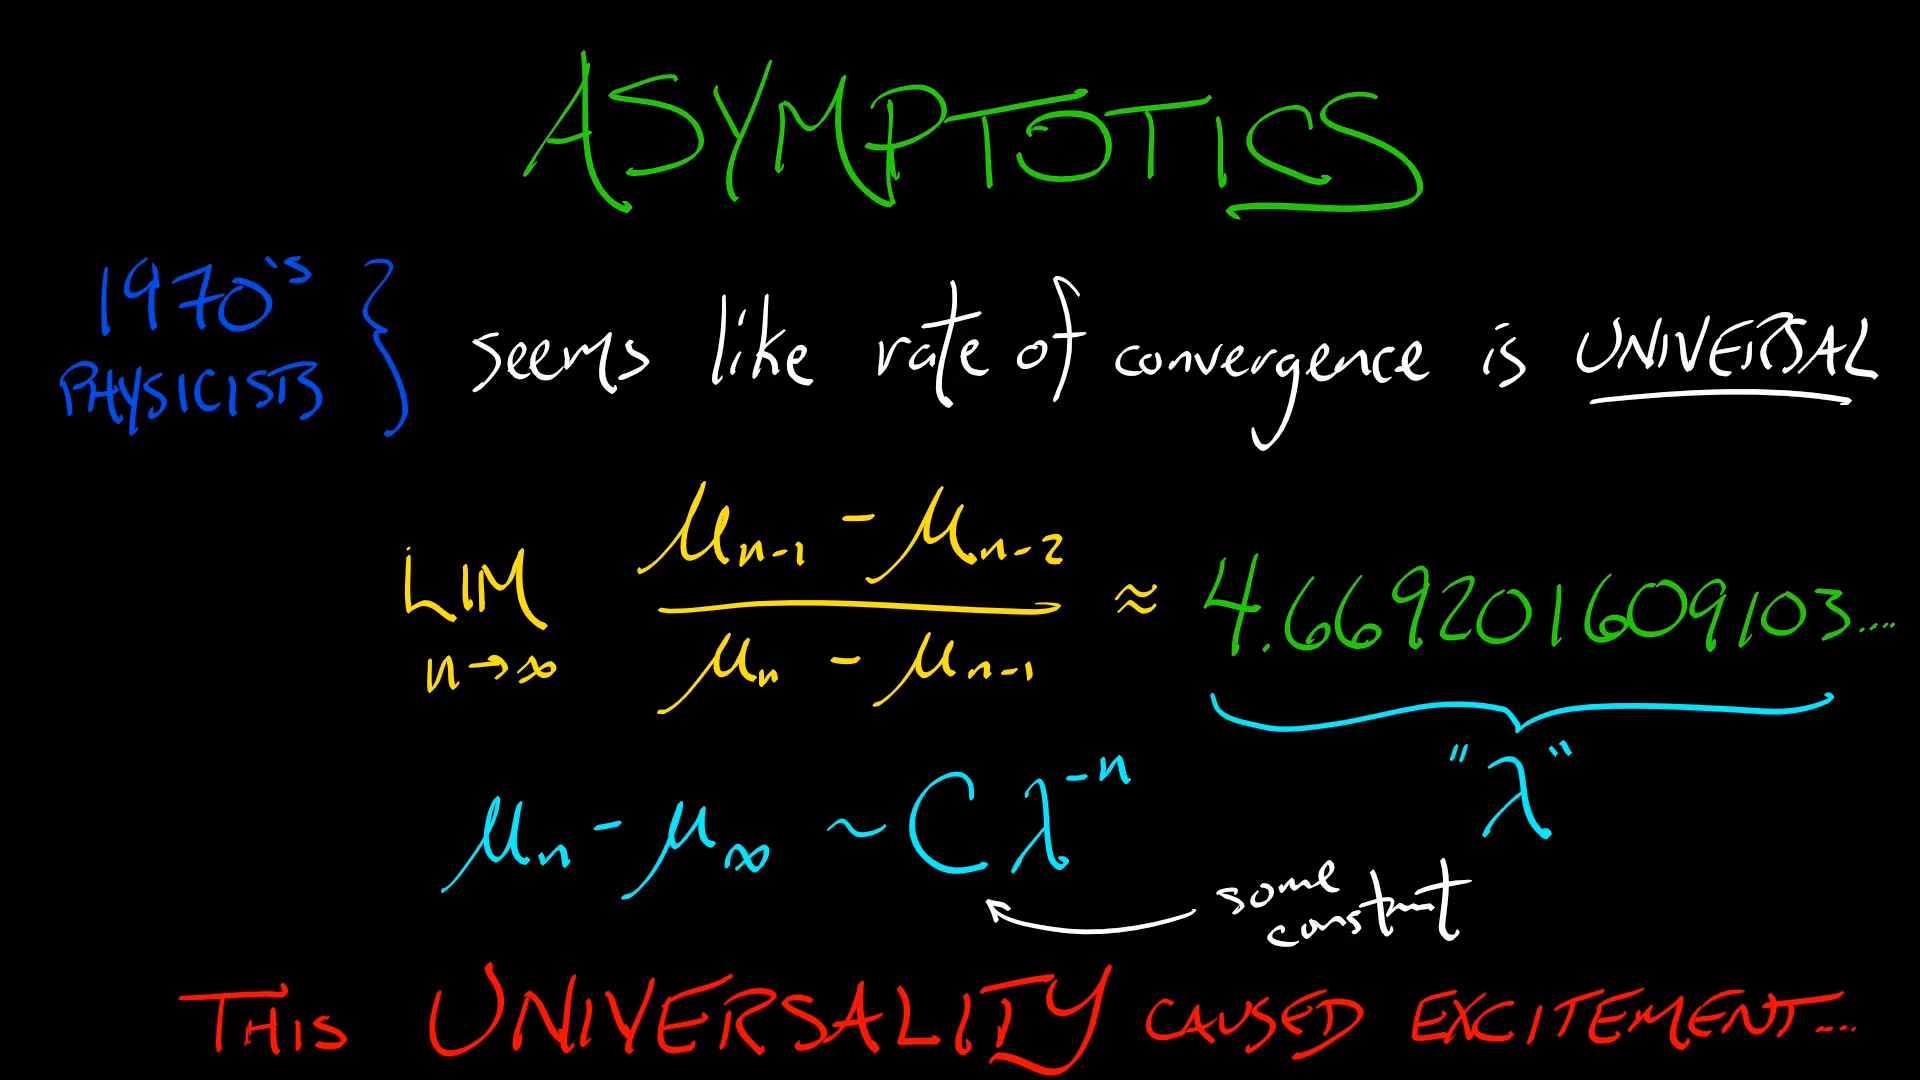 ASYMPTOTICS
1970's
PHYSICISTS
seems like rate of convergence is UNIVERSAL
LIM n→∞ (μn-1 - μn-2) / (μn - μn-1) ≈ 4.669201609103....
"λ"
μn - μ∞ ~ Cλ^-n
some
constant
THIS UNIVERSALITY CAUSED EXCITEMENT....